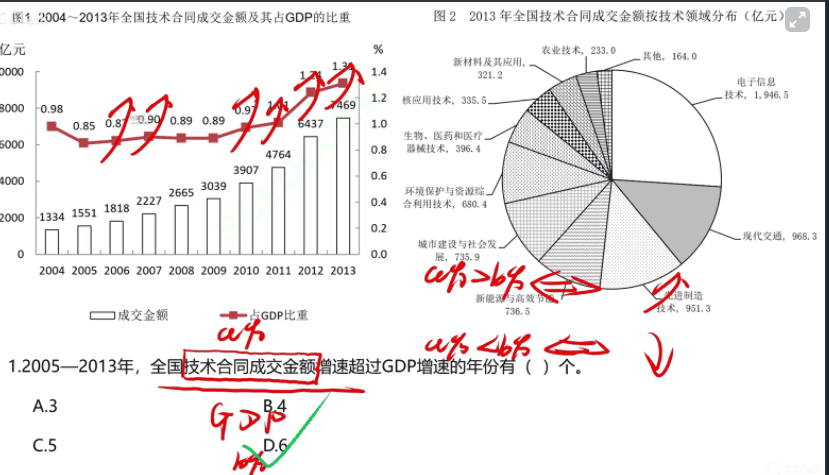 图1 2004～2013年全国技术合同成交金额及其占GDP的比重
亿元
%
0000
8000
6000
4000
2000
0
1.4
1.2
1.0
0.8
0.6
0.4
0.2
0.0
0.98
0.85
0.87
0.90
0.89
0.89
0.97
1334
1551
1818
2227
2665
3039
3907
4764
6437
7469
2004 2005 2006 2007 2008 2009 2010 2011 2012 2013
成交金额
占GDP比重
图 2 2013 年全国技术合同成交金额按技术领域分布（亿元）
农业技术，233.0
其他，164.0
新材料及其应用，
321.2
电子信息
技术，1,946.5
核应用技术，335.5
生物、医药和医疗
器械技术，396.4
环境保护与资源综
合利用技术，680.4
现代交通，968.3
城市建设与社会发
展，735.9
新能源与高效节能，
736.5
先进制造
技术，951.3
a%>b%
a%<b%
a%
1.2005—2013年，全国技术合同成交金额增速超过GDP增速的年份有（ ）个。
A.3
B.4
GDP
C.5
D.6
b%